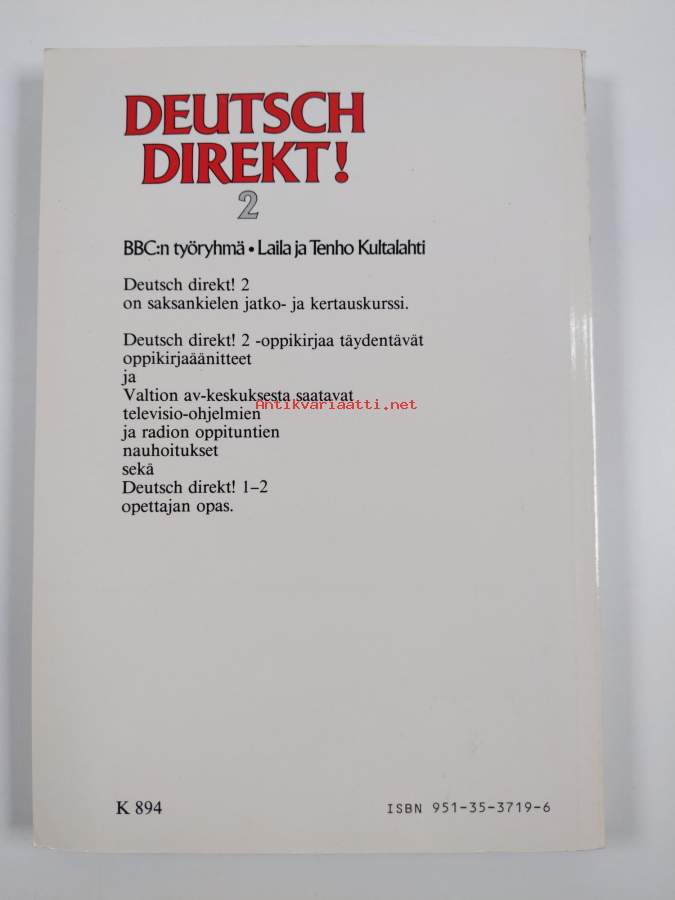 DEUTSCH
DIREKT!
2
BBC:n työryhmä • Laila ja Tenho Kultalahti
Deutsch direkt! 2
on saksankielen jatko- ja kertauskurssi.
Deutsch direkt! 2 -oppikirjaa täydentävät
oppikirjaäänitteet
ja
Valtion av-keskuksesta saatavat
Antikvariaatti.net
televisio-ohjelmien
ja radion oppituntien
nauhoitukset
sekä
Deutsch direkt! 1–2
opettajan opas.
K 894
ISBN 951-35-3719-6